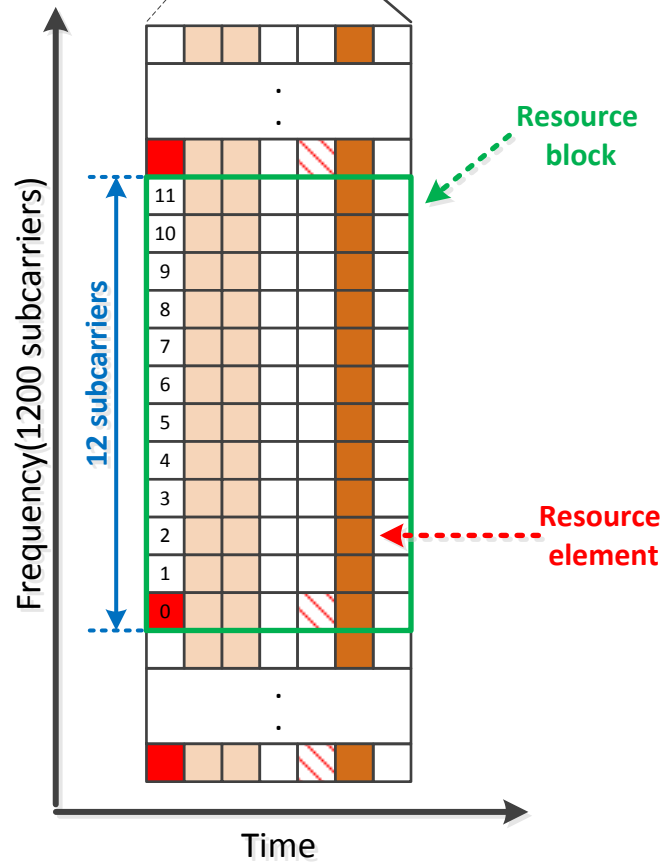 Resource
block
11
10
9
8
7
6
5
4
3
2
1
0
12 subcarriers
Frequency(1200 subcarriers)
Resource
element
Time